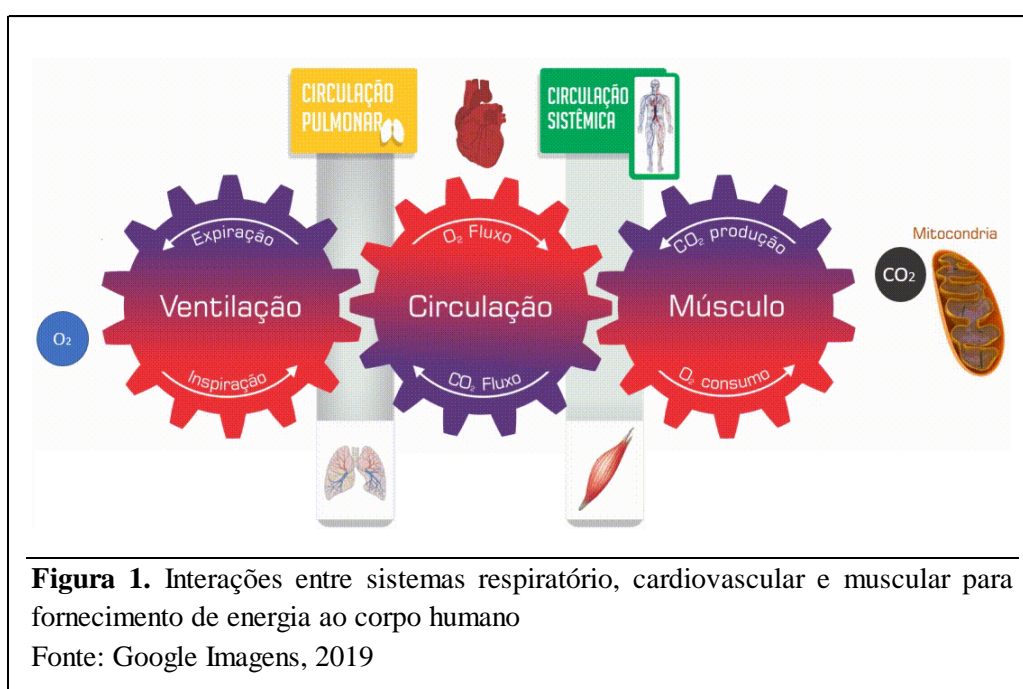 CIRCULAÇÃO
PULMONAR
CIRCULAÇÃO
SISTÊMICA
Expiração
Ventilação
Inspiração
O₂
O₂ Fluxo
Circulação
CO₂ Fluxo
CO₂ produção
Músculo
O₂ consumo
Mitocondria
CO₂
Figura 1. Interações entre sistemas respiratório, cardiovascular e muscular para
fornecimento de energia ao corpo humano
Fonte: Google Imagens, 2019